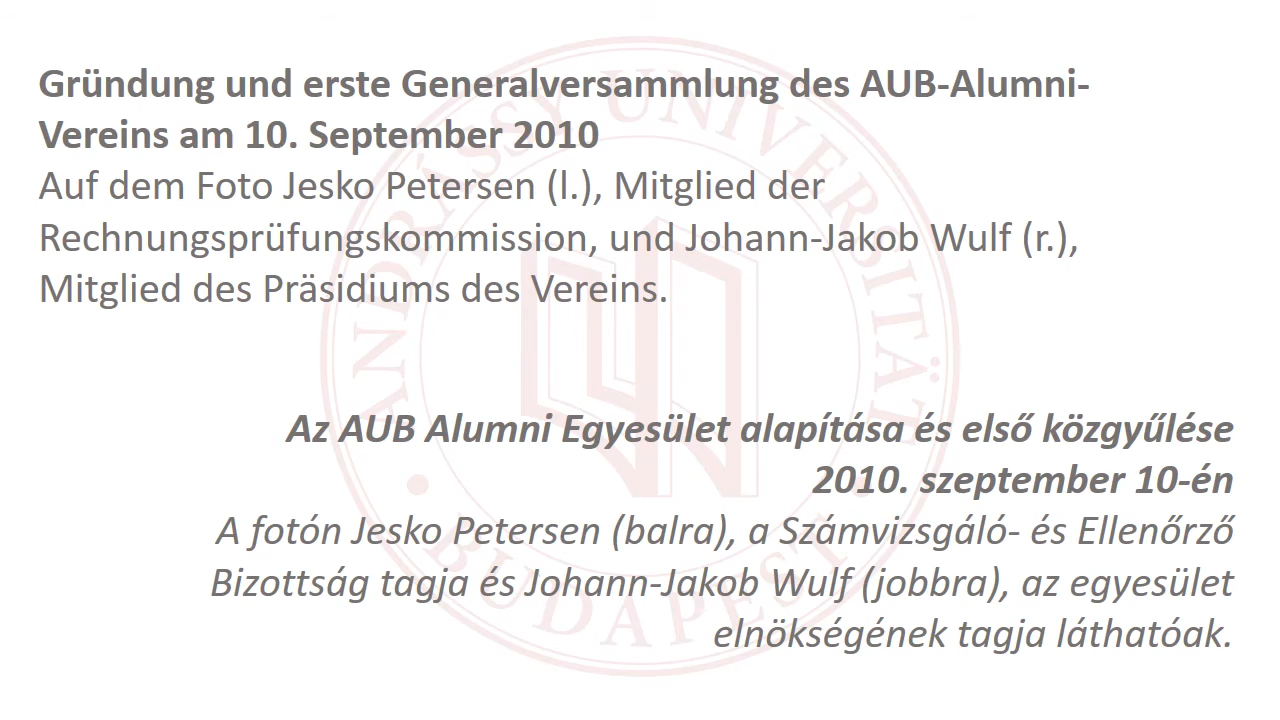 Gründung und erste Generalversammlung des AUB-Alumni-
Vereins am 10. September 2010
Auf dem Foto Jesko Petersen (l.), Mitglied der
Rechnungsprüfungskommission, und Johann-Jakob Wulf (r.),
Mitglied des Präsidiums des Vereins.
Az AUB Alumni Egyesület alapítása és első közgyűlése
2010. szeptember 10-én
A fotón Jesko Petersen (balra), a Számvizsgáló- és Ellenőrző
Bizottság tagja és Johann-Jakob Wulf (jobbra), az egyesület
elnökségének tagja láthatóak.
ANDRÁSSY UNIVERSITÄT
• BUDAPEST •